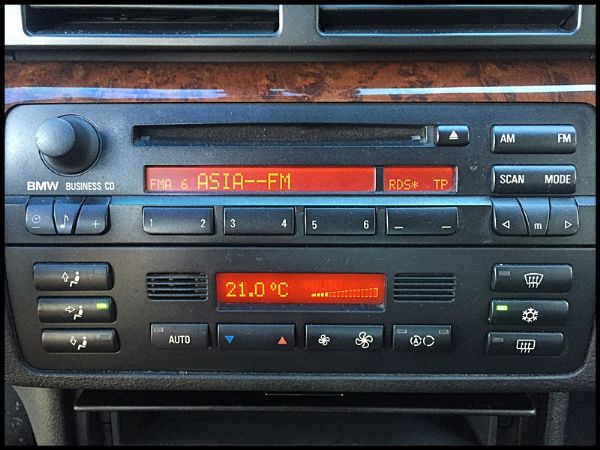 AM FM
FMA 6 ASIA--FM RDS* TP
SCAN MODE
BMW BUSINESS CD
1 2 3 4 5 6 m
21.0 °C AUTO
AUTO A